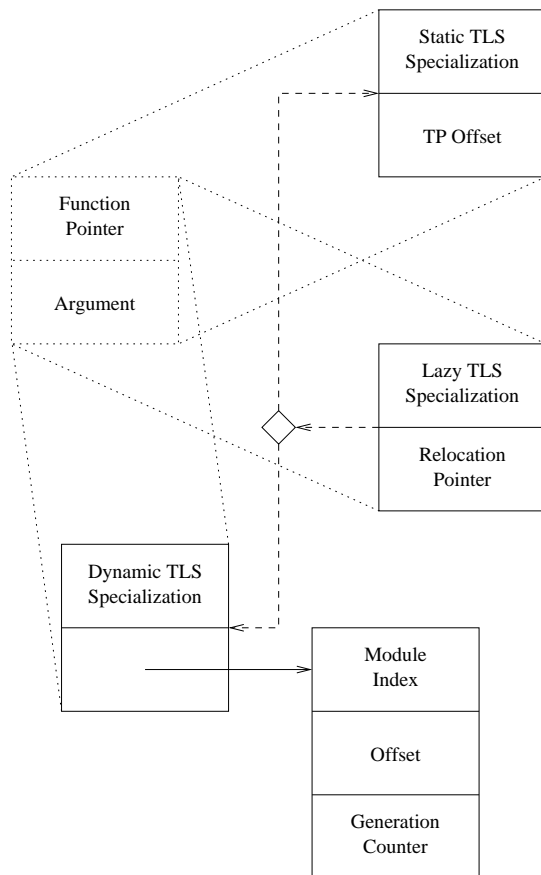 Static TLS
Specialization
TP Offset
Function
Pointer
Argument
Lazy TLS
Specialization
Relocation
Pointer
Dynamic TLS
Specialization
Module
Index
Offset
Generation
Counter